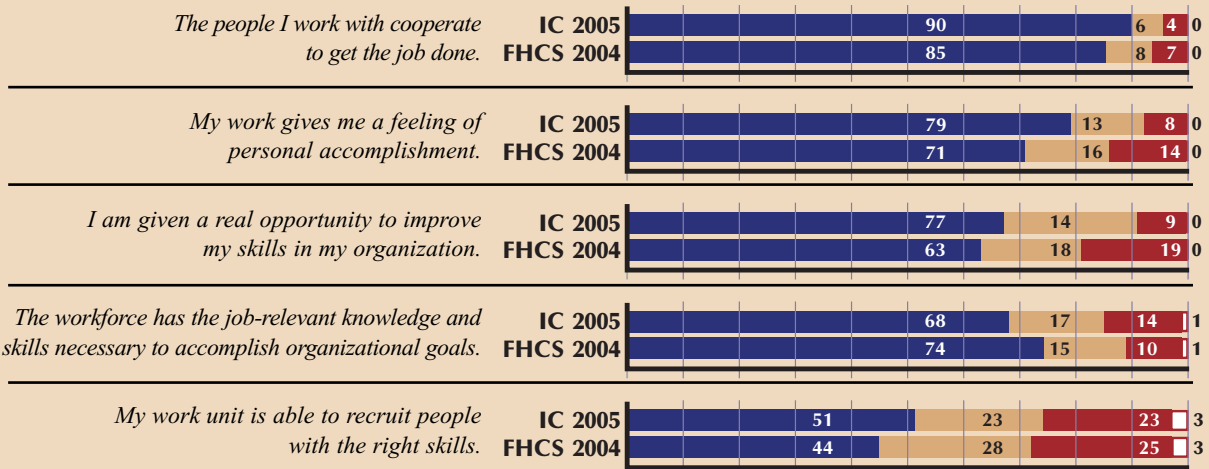 The people I work with cooperate
to get the job done.
IC 2005 90 6 4 0
FHCS 2004 85 8 7 0
My work gives me a feeling of
personal accomplishment.
IC 2005 79 13 8 0
FHCS 2004 71 16 14 0
I am given a real opportunity to improve
my skills in my organization.
IC 2005 77 14 9 0
FHCS 2004 63 18 19 0
The workforce has the job-relevant knowledge and
skills necessary to accomplish organizational goals.
IC 2005 68 17 14 1
FHCS 2004 74 15 10 1
My work unit is able to recruit people
with the right skills.
IC 2005 51 23 23 3
FHCS 2004 44 28 25 3